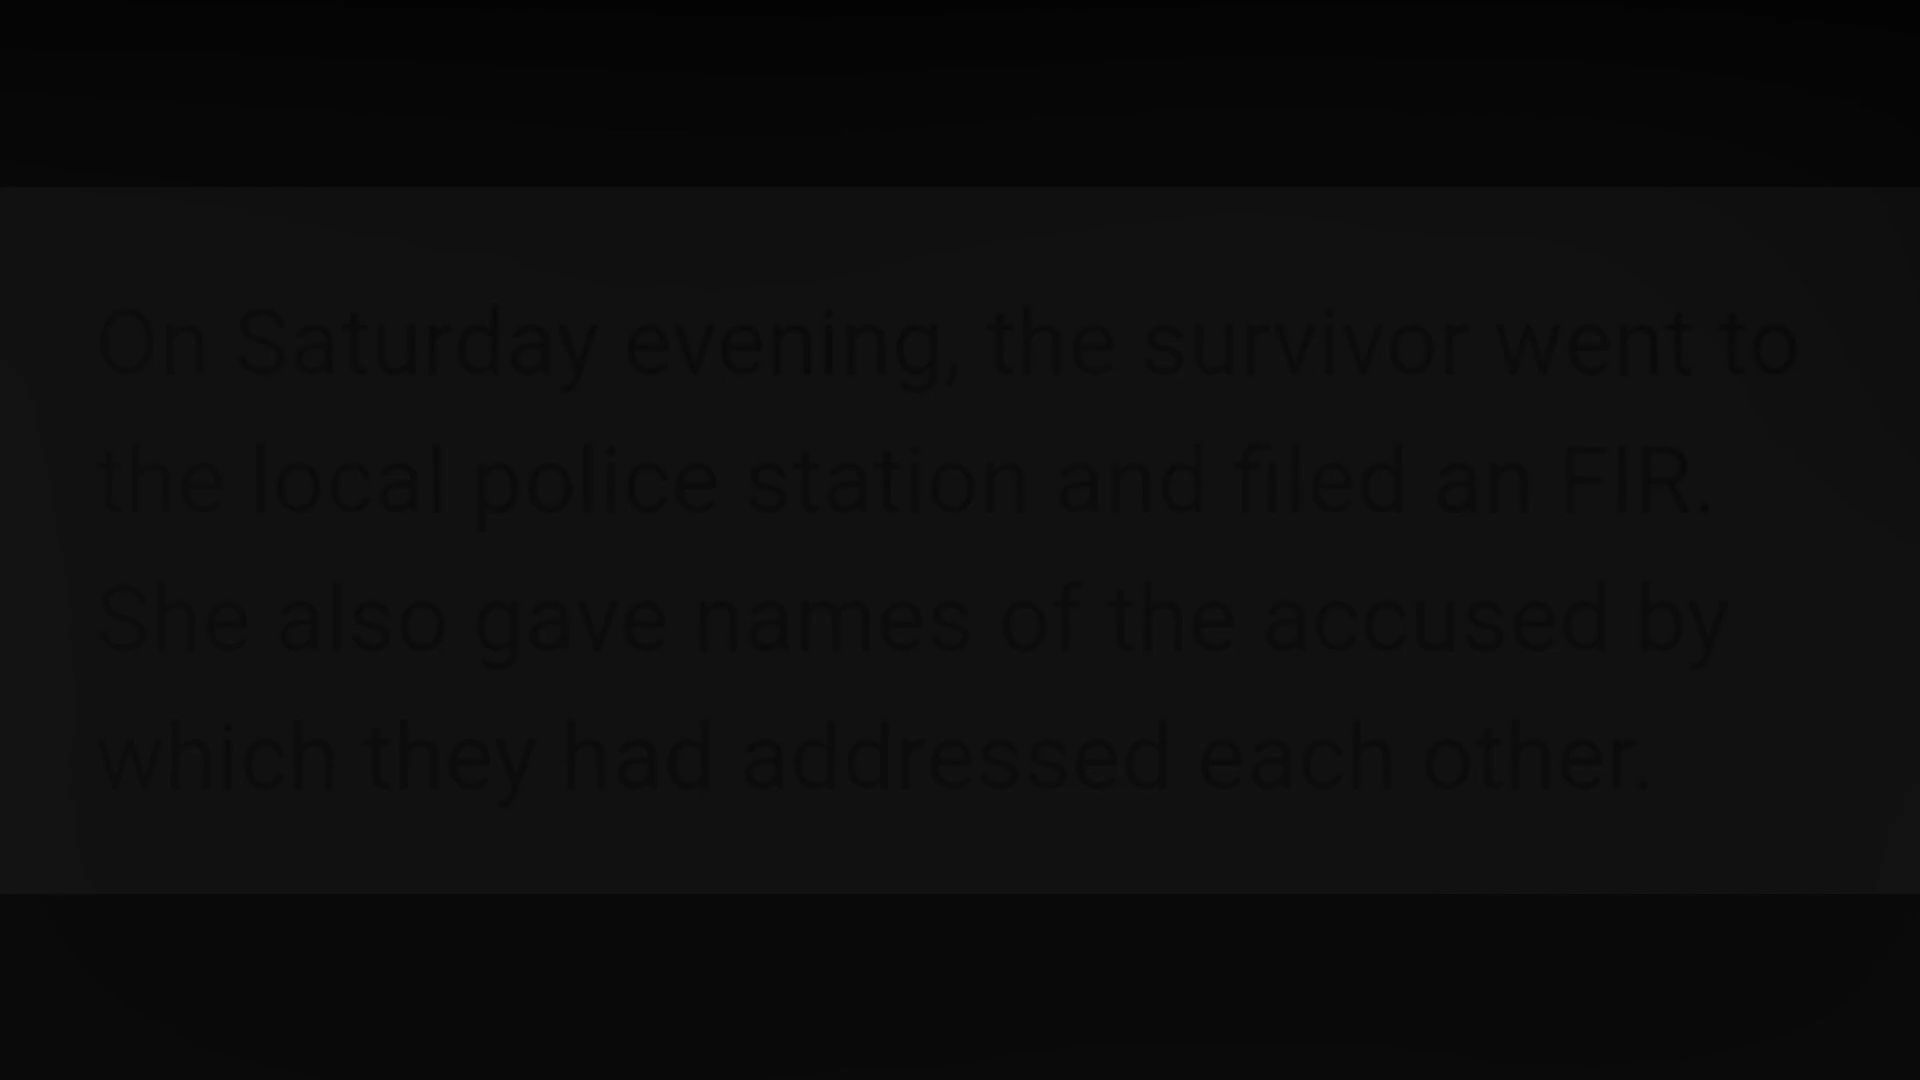 On Saturday evening, the survivor went to
the local police station and filed an FIR.
She also gave names of the accused by
which they had addressed each other.